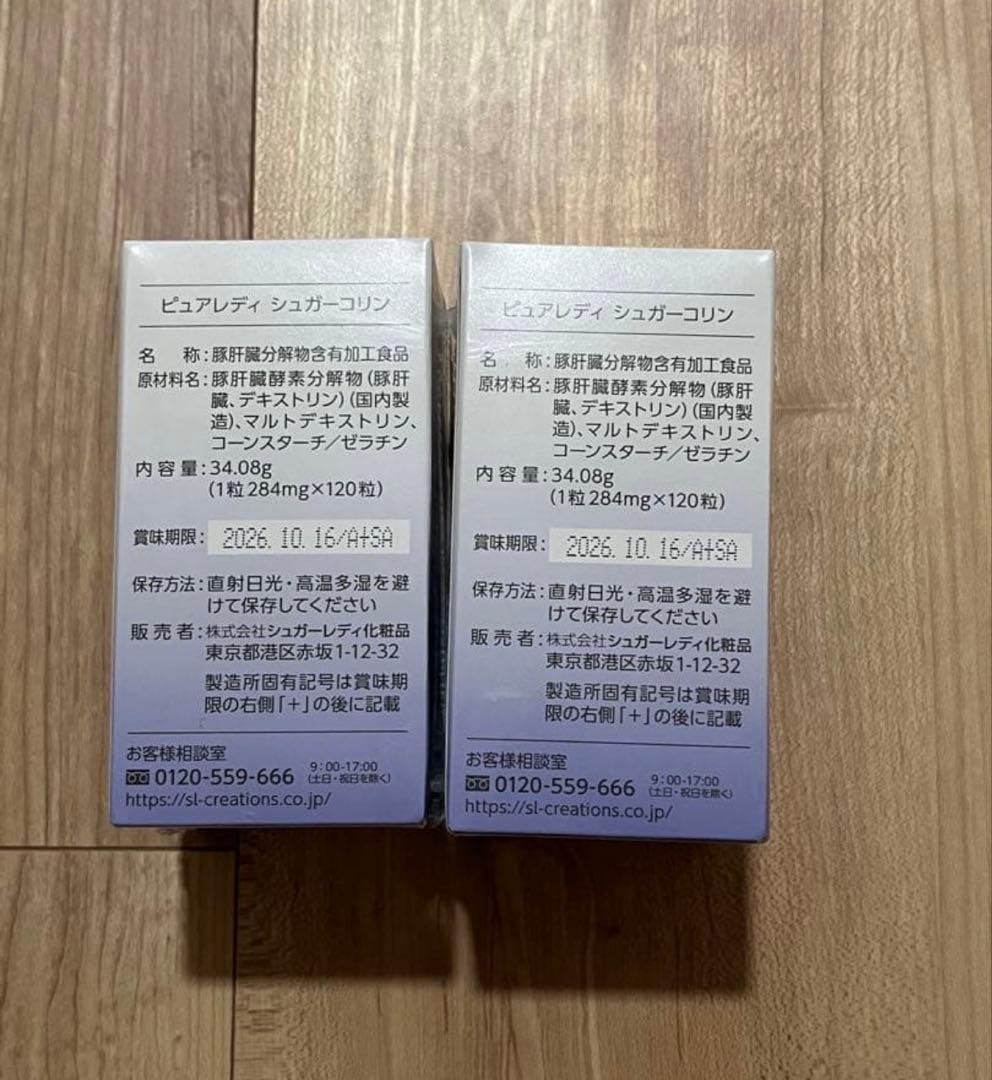 ピュアレディ シュガーコリン
名　称：豚肝臓分解物含有加工食品
原材料名：豚肝臓酵素分解物（豚肝
臓、デキストリン）（国内製
造）、マルトデキストリン、
コーンスターチ／ゼラチン
内容量：34.08g
（1粒284mg×120粒）
賞味期限：2026.10.16/A+SA
保存方法：直射日光・高温多湿を避
けて保存してください
販売者：株式会社シュガーレディ化粧品
東京都港区赤坂1-12-32
製造所固有記号は賞味期
限の右側「＋」の後に記載
お客様相談室
0120-559-666 9：00-17:00
（土日・祝日を除く）
https://sl-creations.co.jp/
ピュアレディ シュガーコリン
名　称：豚肝臓分解物含有加工食品
原材料名：豚肝臓酵素分解物（豚肝
臓、デキストリン）（国内製
造）、マルトデキストリン、
コーンスターチ／ゼラチン
内容量：34.08g
（1粒284mg×120粒）
賞味期限：2026.10.16/A+SA
保存方法：直射日光・高温多湿を避
けて保存してください
販売者：株式会社シュガーレディ化粧品
東京都港区赤坂1-12-32
製造所固有記号は賞味期
限の右側「＋」の後に記載
お客様相談室
0120-559-666 9：00-17:00
（土日・祝日を除く）
https://sl-creations.co.jp/